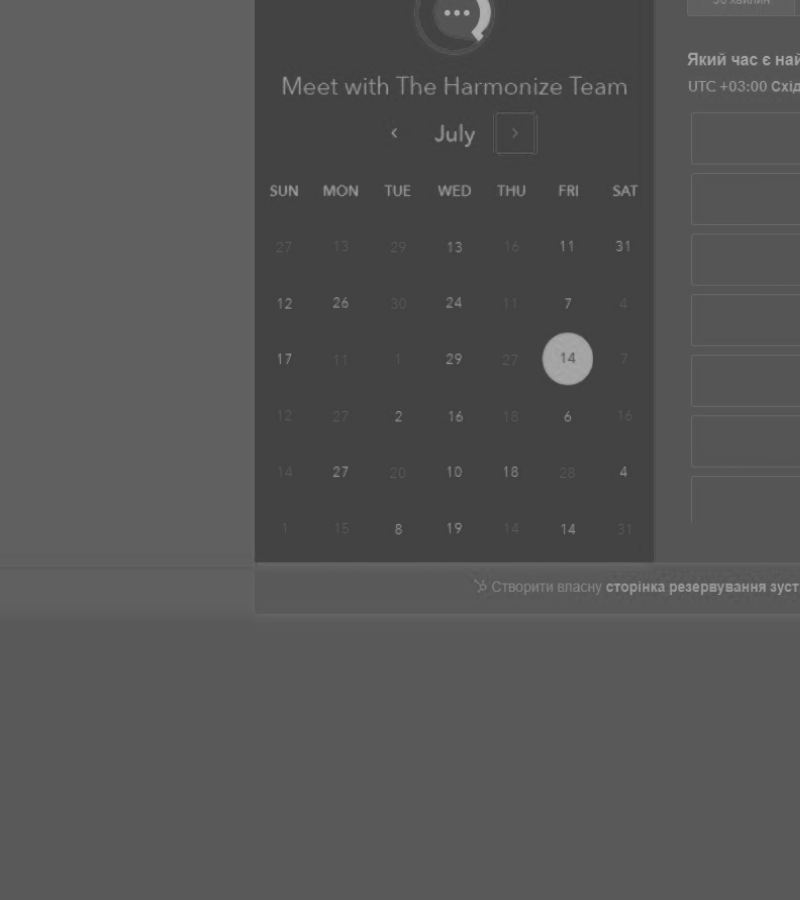 30 хвилин
Meet with The Harmonize Team
Який час є най
UTC +03:00 Схід
July
SUN MON TUE WED THU FRI SAT
27 13 29 13 16 11 31
12 26 30 24 11 7 4
17 11 1 29 27 14 7
12 27 2 16 18 6 16
14 27 20 10 18 28 4
1 15 8 19 14 14 31
Створити власну сторінка резервування зуст